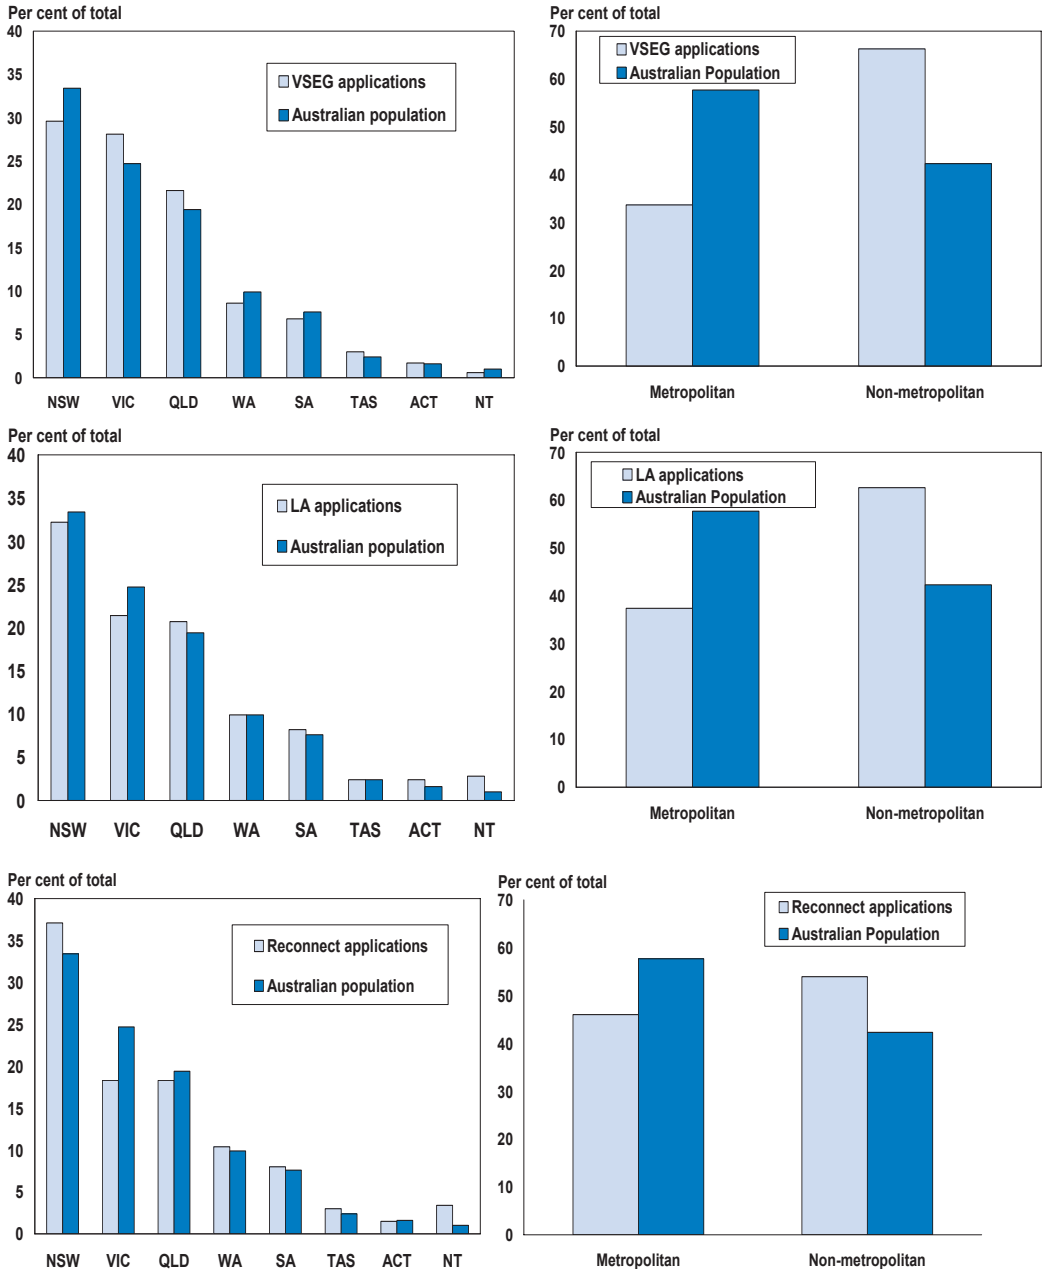 Per cent of total
40
35
30
25
20
15
10
5
0
VSEG applications
Australian population
NSW VIC QLD WA SA TAS ACT NT
Per cent of total
70
60
50
40
30
20
10
0
VSEG applications
Australian Population
Metropolitan Non-metropolitan
Per cent of total
40
35
30
25
20
15
10
5
0
LA applications
Australian population
NSW VIC QLD WA SA TAS ACT NT
Per cent of total
70
60
50
40
30
20
10
0
LA applications
Australian Population
Metropolitan Non-metropolitan
Per cent of total
40
35
30
25
20
15
10
5
0
Reconnect applications
Australian population
NSW VIC QLD WA SA TAS ACT NT
Per cent of total
70
60
50
40
30
20
10
0
Reconnect applications
Australian Population
Metropolitan Non-metropolitan